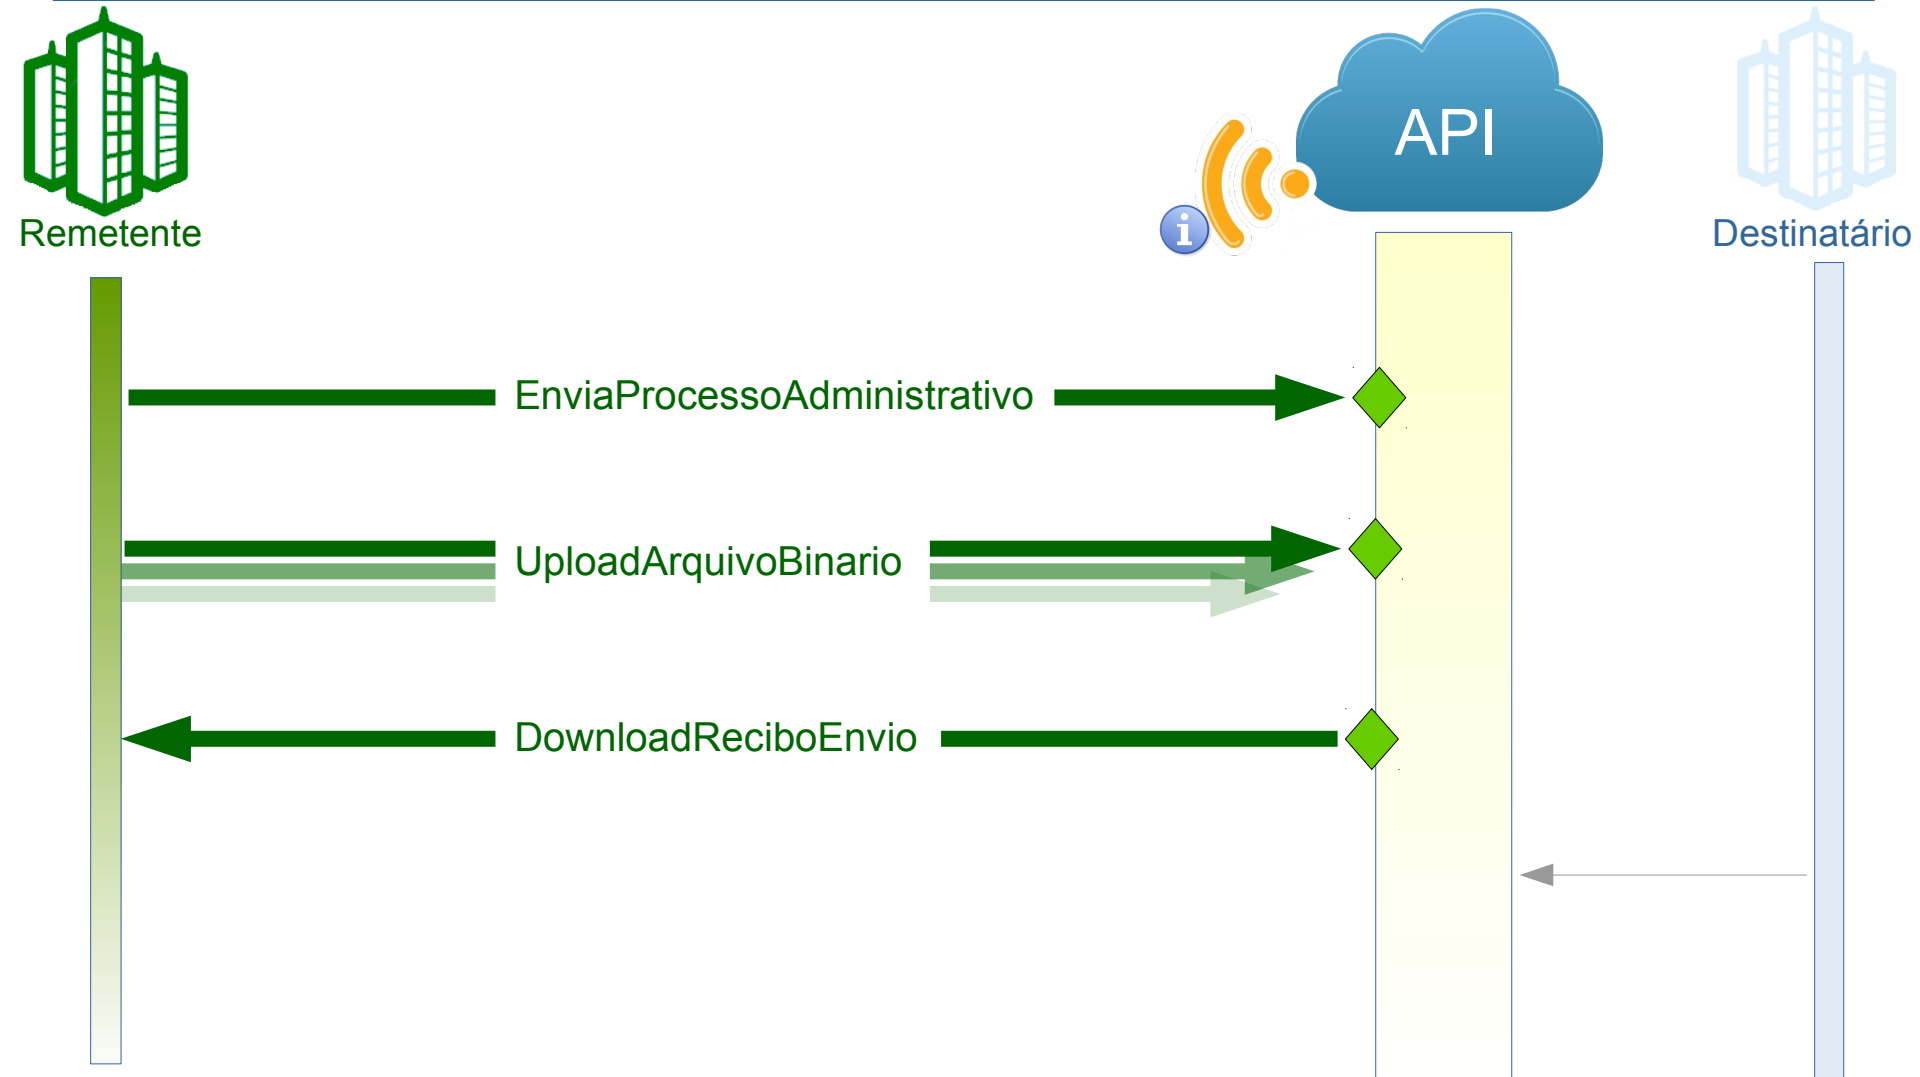 API
i
Remetente
Destinatário
EnviaProcessoAdministrativo
UploadArquivoBinario
DownloadReciboEnvio